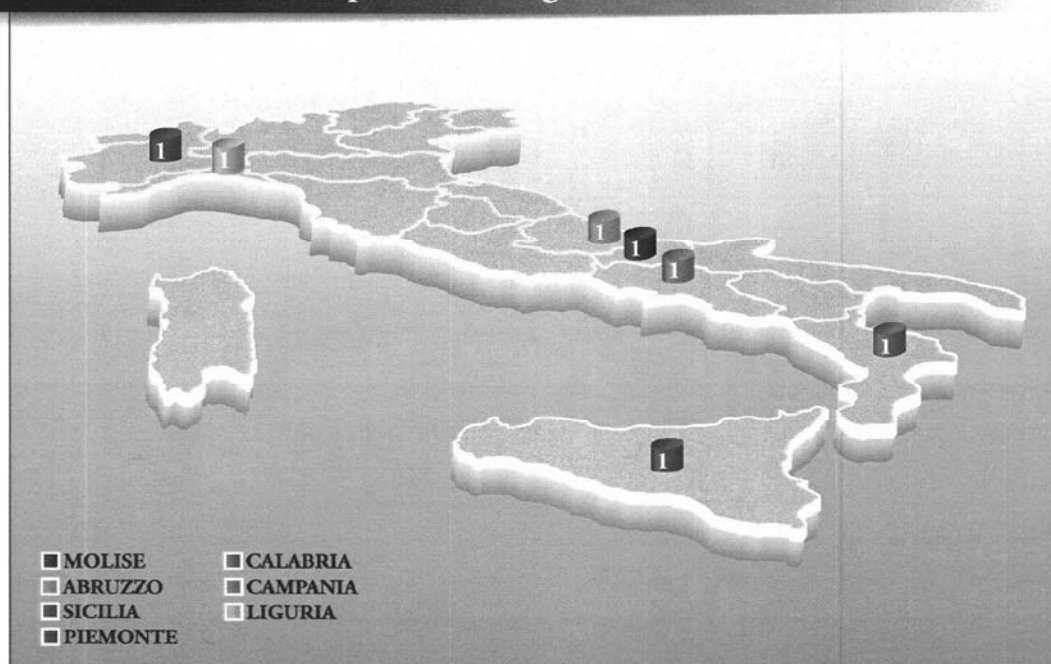 1
1
1
1
1
1
1
MOLISE
ABRUZZO
SICILIA
PIEMONTE
CALABRIA
CAMPANIA
LIGURIA